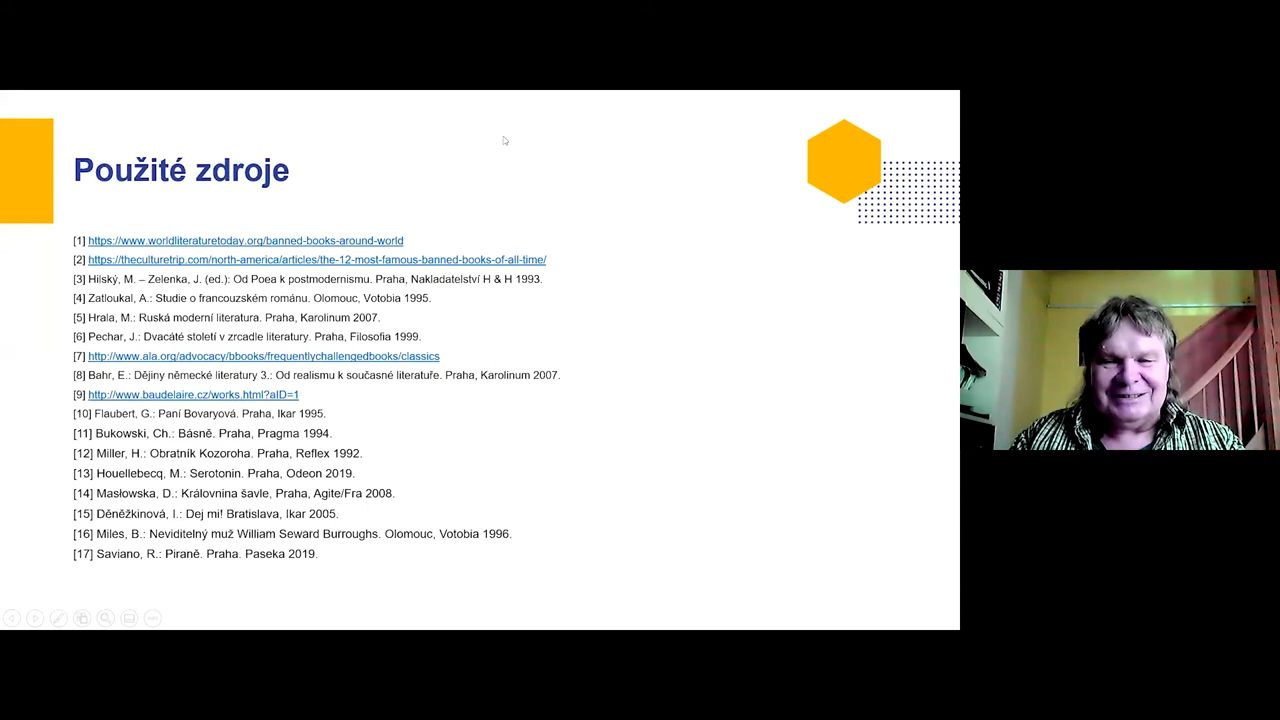 Použité zdroje
[1] https://www.worldliteraturetoday.org/banned-books-around-world
[2] https://theculturetrip.com/north-america/articles/the-12-most-famous-banned-books-of-all-time/
[3] Hilský, M. – Zelenka, J. (ed.): Od Poea k postmodernismu. Praha, Nakladatelství H & H 1993.
[4] Zatloukal, A.: Studie o francouzském románu. Olomouc, Votobia 1995.
[5] Hrala, M.: Ruská moderní literatura. Praha, Karolinum 2007.
[6] Pechar, J.: Dvacáté století v zrcadle literatury. Praha, Filosofia 1999.
[7] http://www.ala.org/advocacy/bbooks/frequentlychallengedbooks/classics
[8] Bahr, E.: Dějiny německé literatury 3.: Od realismu k současné literatuře. Praha, Karolinum 2007.
[9] http://www.baudelaire.cz/works.html?aID=1
[10] Flaubert, G.: Paní Bovaryová. Praha, Ikar 1995.
[11] Bukowski, Ch.: Básně. Praha, Pragma 1994.
[12] Miller, H.: Obratník Kozoroha. Praha, Reflex 1992.
[13] Houellebecq, M.: Serotonin. Praha, Odeon 2019.
[14] Masłowska, D.: Královnina šavle, Praha, Agite/Fra 2008.
[15] Děněžkinová, I.: Dej mi! Bratislava, Ikar 2005.
[16] Miles, B.: Neviditelný muž William Seward Burroughs. Olomouc, Votobia 1996.
[17] Saviano, R.: Piraně. Praha. Paseka 2019.